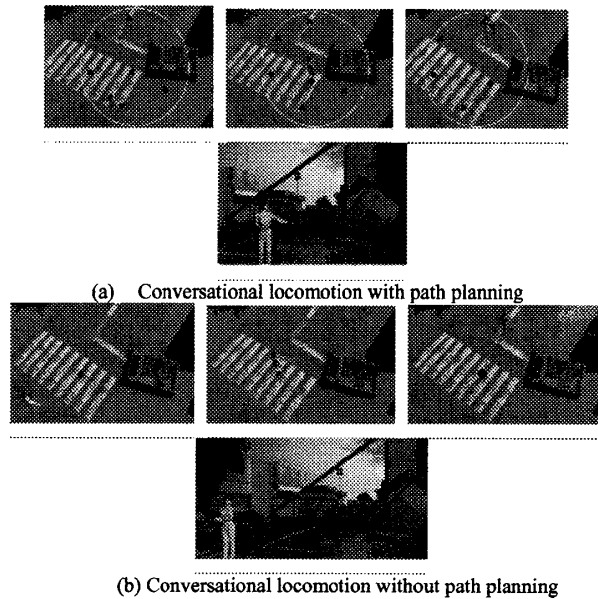 (a) Conversational locomotion with path planning
(b) Conversational locomotion without path planning